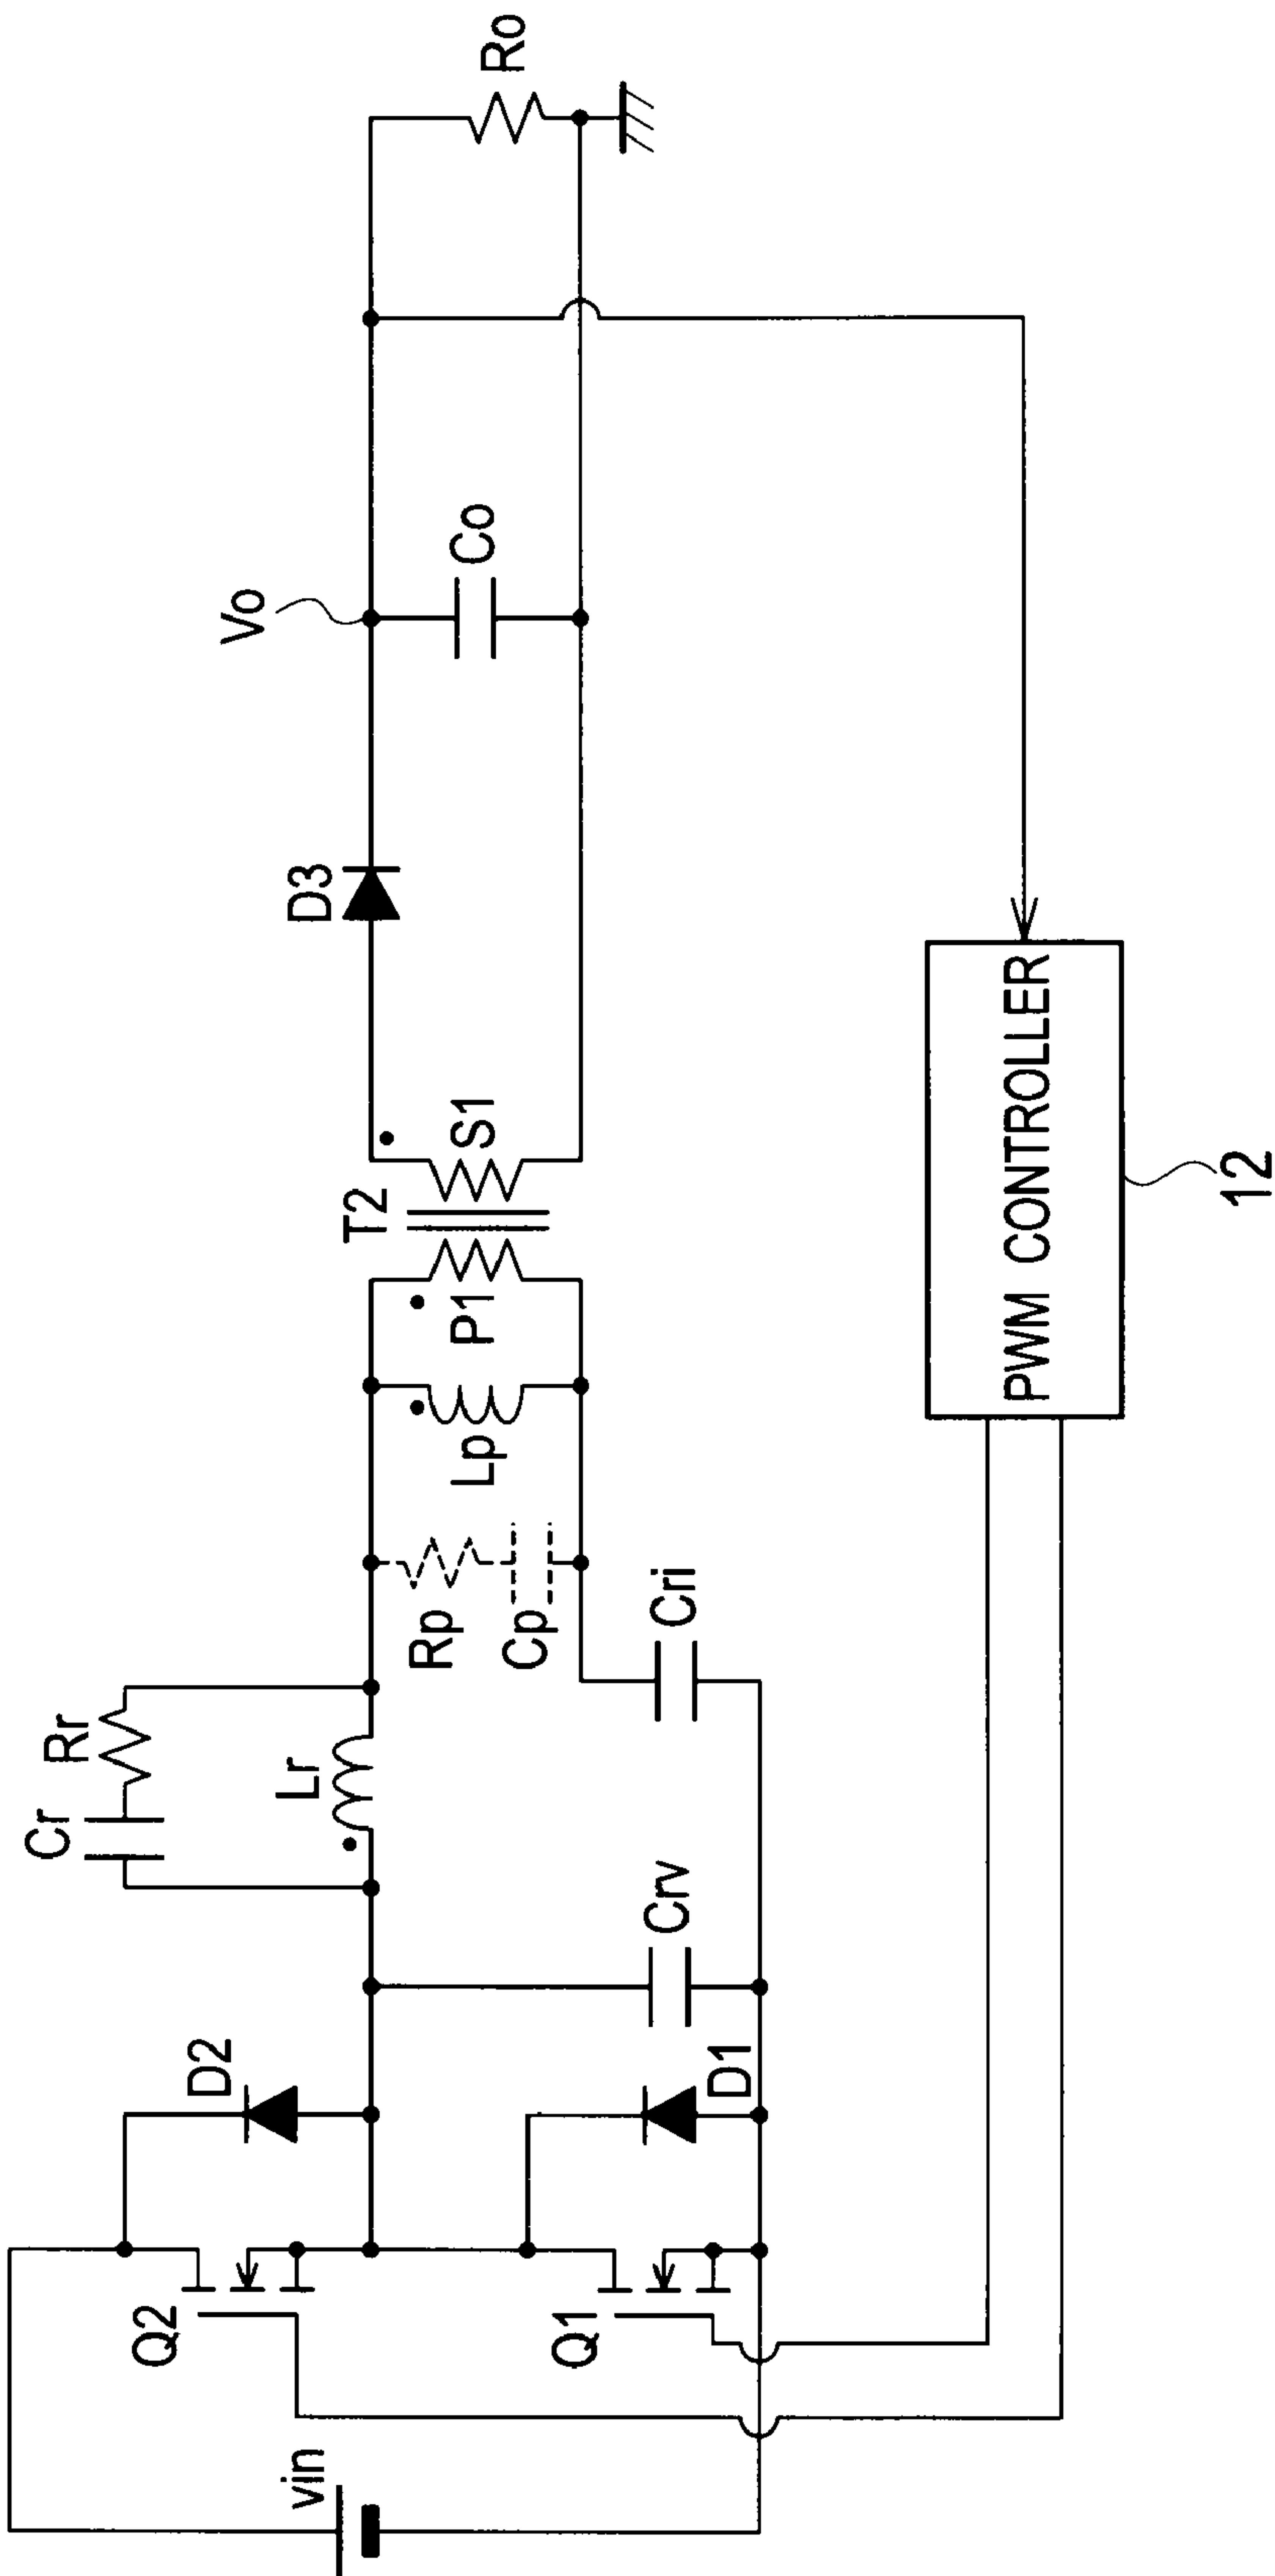 vin
Q2
Q1
D2
D1
Crv
Cr
Rr
Lr
Cri
Rp
Cp
Lp
P1
T2
S1
D3
Vo
Co
Ro
PWM CONTROLLER
12